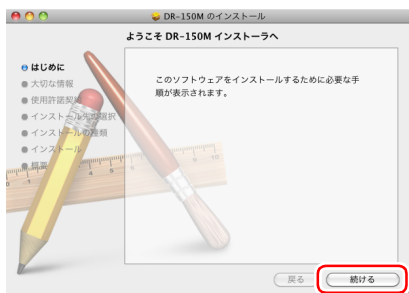 DR-150M のインストール
ようこそ DR-150M インストーラへ
はじめに
大切な情報
使用許諾契約
インストール先の選択
インストールの種類
インストール
概要
このソフトウェアをインストールするために必要な手
順が表示されます。
戻る
続ける